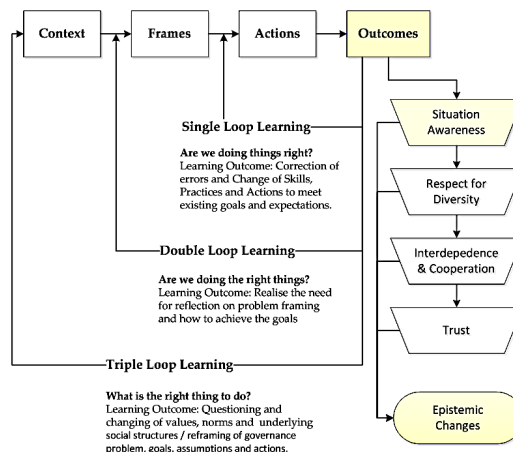 Context
Frames
Actions
Outcomes
Single Loop Learning
Are we doing things right?
Learning Outcome: Correction of
errors and Change of Skills,
Practices and Actions to meet
existing goals and expectations.
Double Loop Learning
Are we doing the right things?
Learning Outcome: Realise the need
for reflection on problem framing
and how to achieve the goals
Triple Loop Learning
What is the right thing to do?
Learning Outcome: Questioning and
changing of values, norms and underlying
social structures / reframing of governance
problem, goals, assumptions and actions.
Situation
Awareness
Respect for
Diversity
Interdepedence
& Cooperation
Trust
Epistemic
Changes